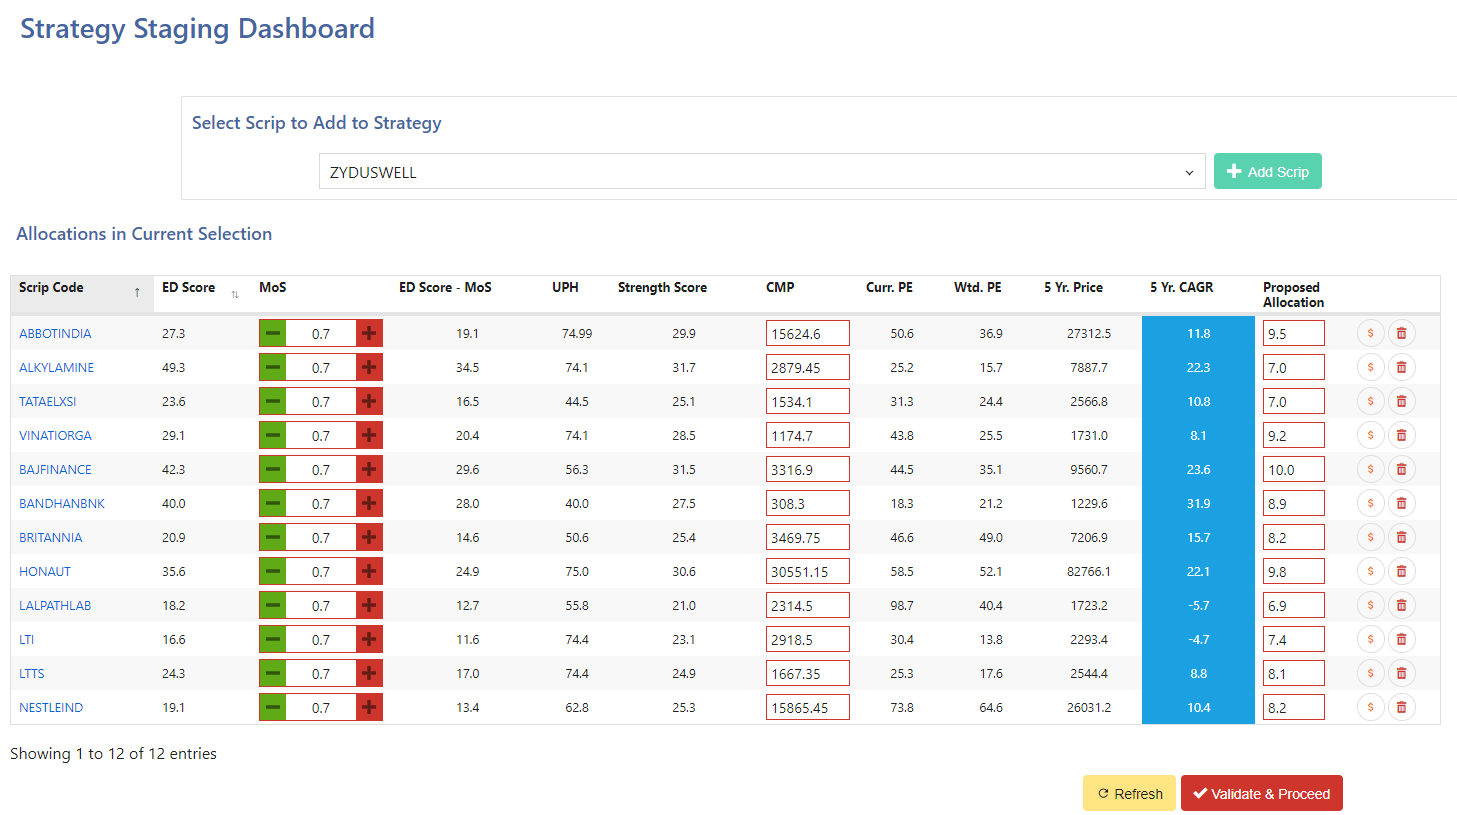 Strategy Staging Dashboard
Select Scrip to Add to Strategy
ZYDUSWELL
Add Scrip
Allocations in Current Selection
Scrip Code ED Score MoS ED Score - MoS UPH Strength Score CMP Curr. PE Wtd. PE 5 Yr. Price 5 Yr. CAGR Proposed
Allocation
ABBOTINDIA 27.3 0.7 19.1 74.99 29.9 15624.6 50.6 36.9 27312.5 11.8 9.5 $
ALKYLAMINE 49.3 0.7 34.5 74.1 31.7 2879.45 25.2 15.7 7887.7 22.3 7.0 $
TATAELXSI 23.6 0.7 16.5 44.5 25.1 1534.1 31.3 24.4 2566.8 10.8 7.0 $
VINATIORGA 29.1 0.7 20.4 74.1 28.5 1174.7 43.8 25.5 1731.0 8.1 9.2 $
BAJFINANCE 42.3 0.7 29.6 56.3 31.5 3316.9 44.5 35.1 9560.7 23.6 10.0 $
BANDHANBNK 40.0 0.7 28.0 40.0 27.5 308.3 18.3 21.2 1229.6 31.9 8.9 $
BRITANNIA 20.9 0.7 14.6 50.6 25.4 3469.75 46.6 49.0 7206.9 15.7 8.2 $
HONAUT 35.6 0.7 24.9 75.0 30.6 30551.15 58.5 52.1 82766.1 22.1 9.8 $
LALPATHLAB 18.2 0.7 12.7 55.8 21.0 2314.5 98.7 40.4 1723.2 -5.7 6.9 $
LTI 16.6 0.7 11.6 74.4 23.1 2918.5 30.4 13.8 2293.4 -4.7 7.4 $
LTTS 24.3 0.7 17.0 74.4 24.9 1667.35 25.3 17.6 2544.4 8.8 8.1 $
NESTLEIND 19.1 0.7 13.4 62.8 25.3 15865.45 73.8 64.6 26031.2 10.4 8.2 $
Showing 1 to 12 of 12 entries
Refresh Validate & Proceed